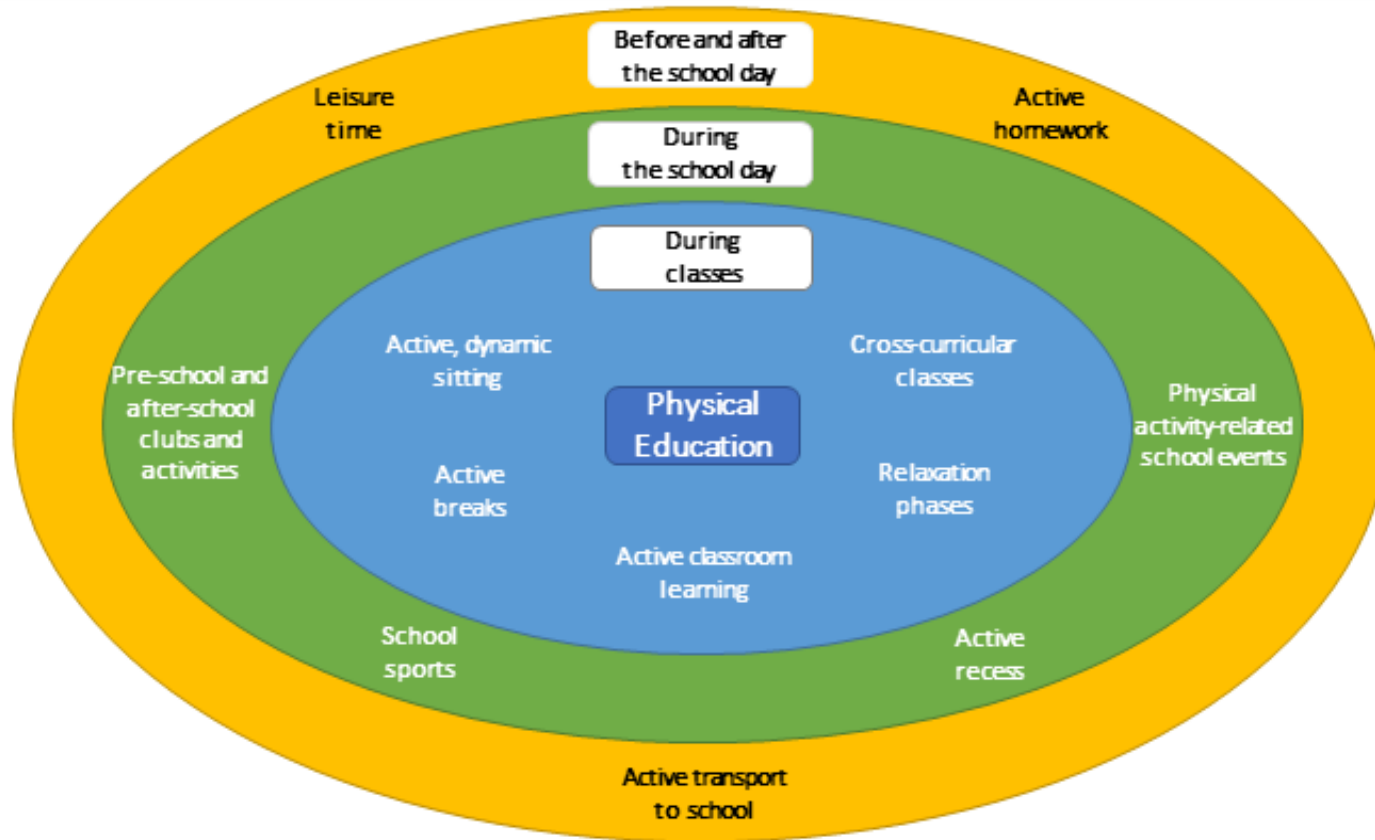 Before and after
the school day
Leisure
time
Active
homework
During
the school day
During
classes
Active, dynamic
sitting
Cross-curricular
classes
Pre-school and
after-school
clubs and
activities
Physical
Education
Physical
activity-related
school events
Active
breaks
Relaxation
phases
Active classroom
learning
School
sports
Active
recess
Active transport
to school